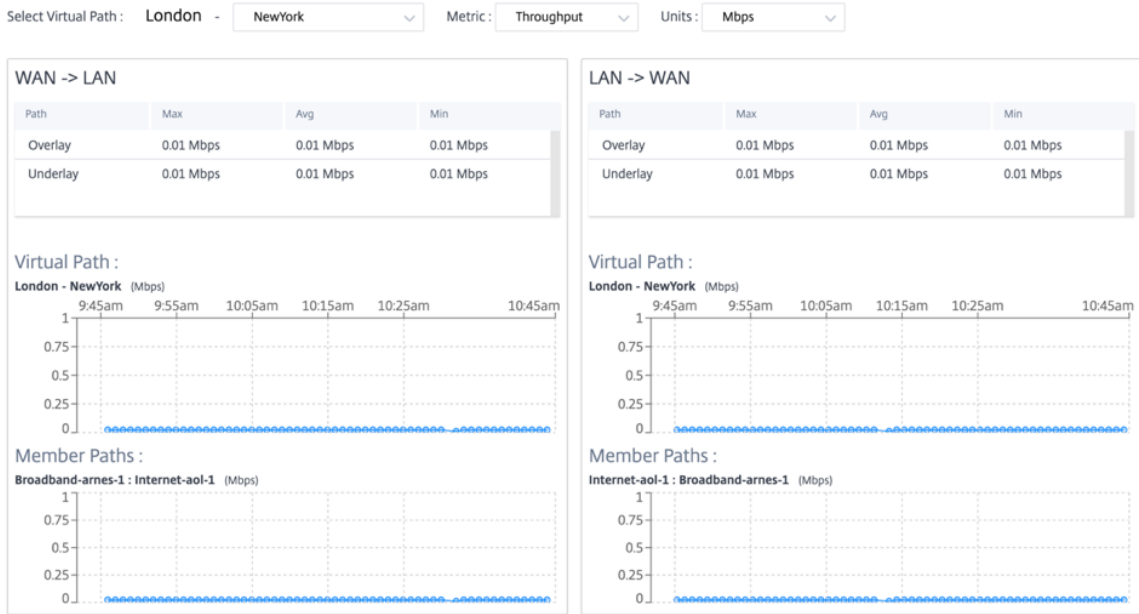 Select Virtual Path : London - NewYork Metric : Throughput Units : Mbps
WAN -> LAN
Path Max Avg Min
Overlay 0.01 Mbps 0.01 Mbps 0.01 Mbps
Underlay 0.01 Mbps 0.01 Mbps 0.01 Mbps
Virtual Path :
London - NewYork (Mbps)
9:45am 9:55am 10:05am 10:15am 10:25am 10:45am
1
0.75
0.5
0.25
0
Member Paths :
Broadband-arnes-1 : Internet-aol-1 (Mbps)
1
0.75
0.5
0.25
0
LAN -> WAN
Path Max Avg Min
Overlay 0.01 Mbps 0.01 Mbps 0.01 Mbps
Underlay 0.01 Mbps 0.01 Mbps 0.01 Mbps
Virtual Path :
London - NewYork (Mbps)
9:45am 9:55am 10:05am 10:15am 10:25am 10:45am
1
0.75
0.5
0.25
0
Member Paths :
Internet-aol-1 : Broadband-arnes-1 (Mbps)
1
0.75
0.5
0.25
0